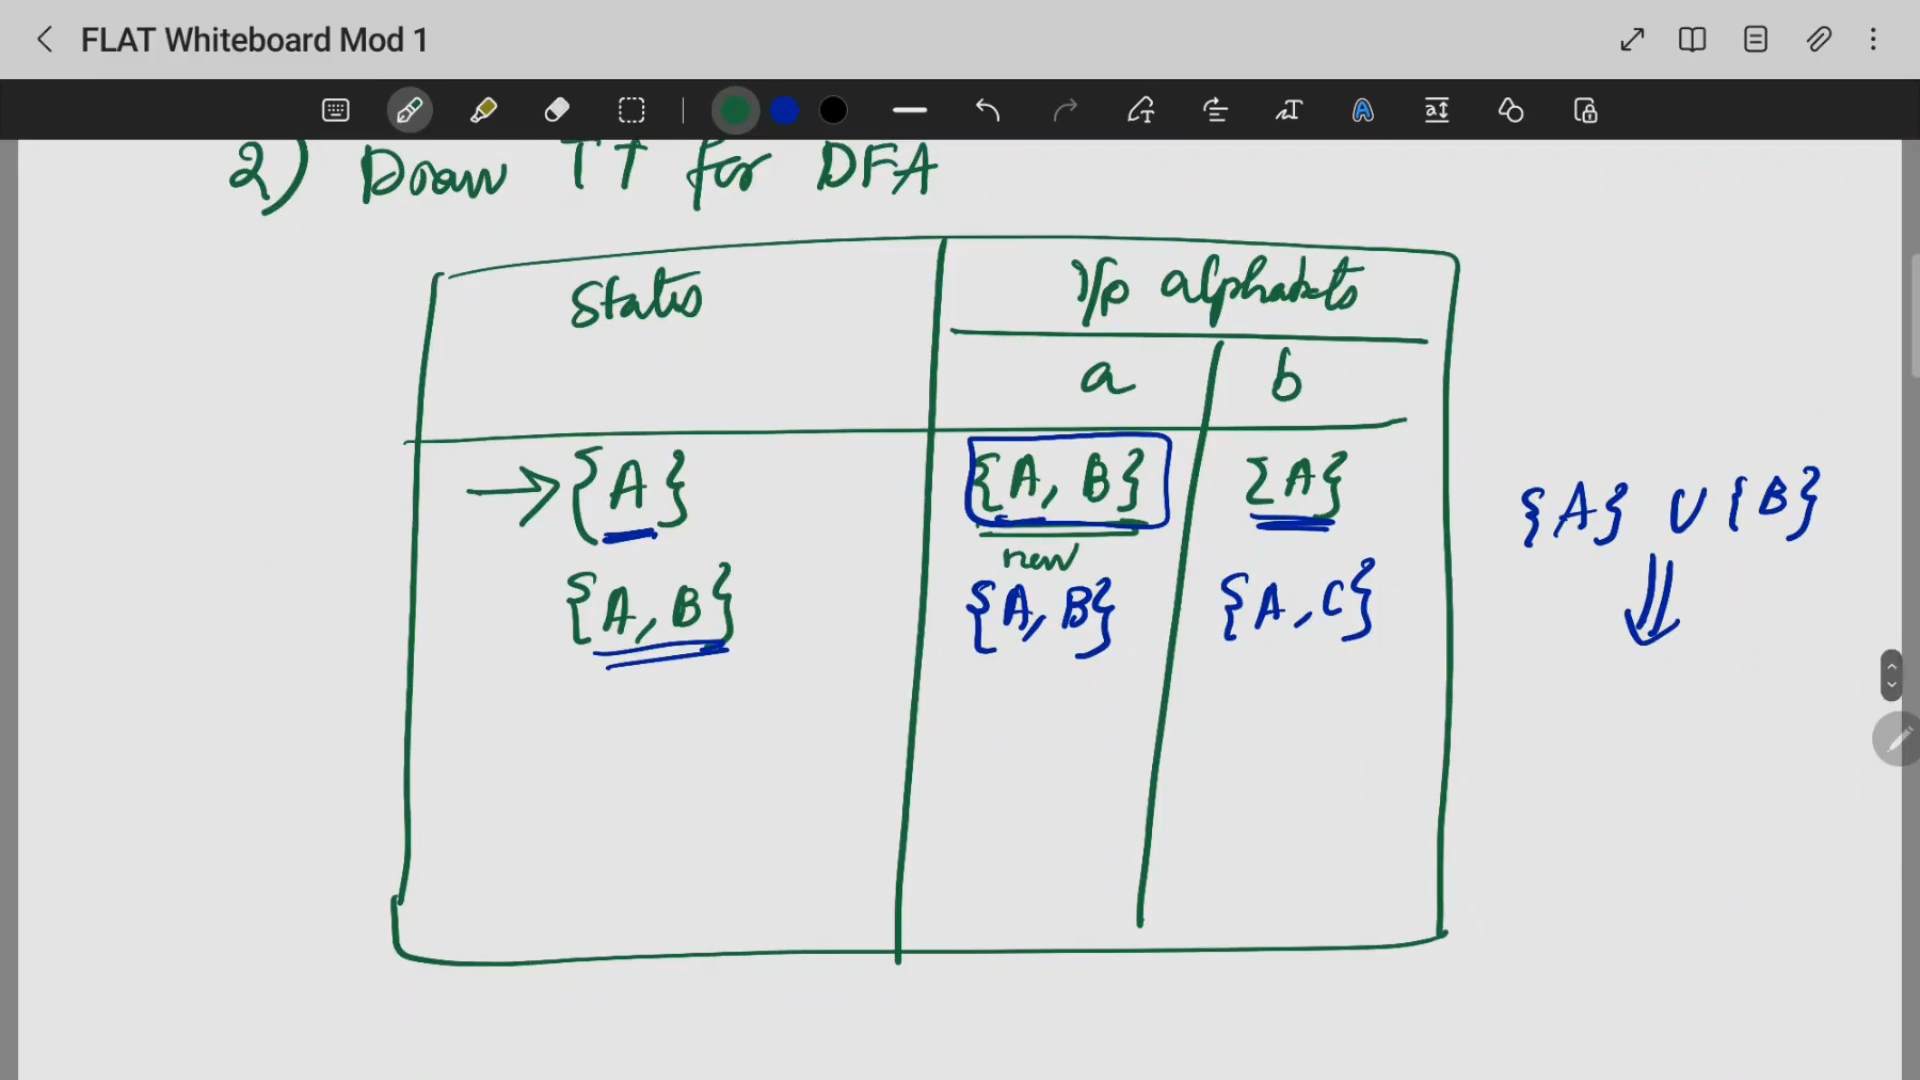 FLAT Whiteboard Mod 1
2) Draw TT for DFA
States I/p alphabets
a b
→ {A} {A, B} {A} {A} ∪ {B}
new
{A, B} {A, B} {A, C} ⇓